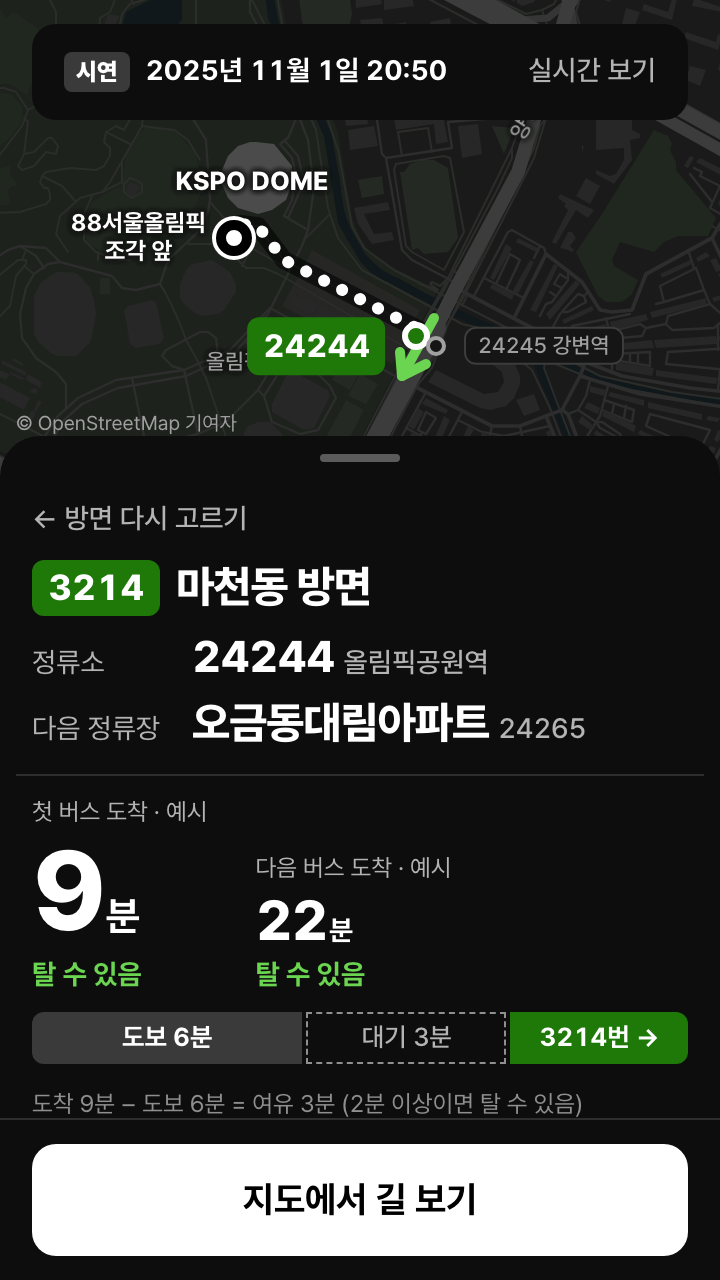 시연 2025년 11월 1일 20:50 실시간 보기
KSPO DOME
88서울올림픽
조각 앞
24244
24245 강변역
올림
© OpenStreetMap 기여자
← 방면 다시 고르기
3214 마천동 방면
정류소 24244 올림픽공원역
다음 정류장 오금동대림아파트 24265
첫 버스 도착 · 예시
9분
다음 버스 도착 · 예시
22분
탈 수 있음
탈 수 있음
도보 6분 대기 3분 3214번 →
도착 9분 – 도보 6분 = 여유 3분 (2분 이상이면 탈 수 있음)
지도에서 길 보기